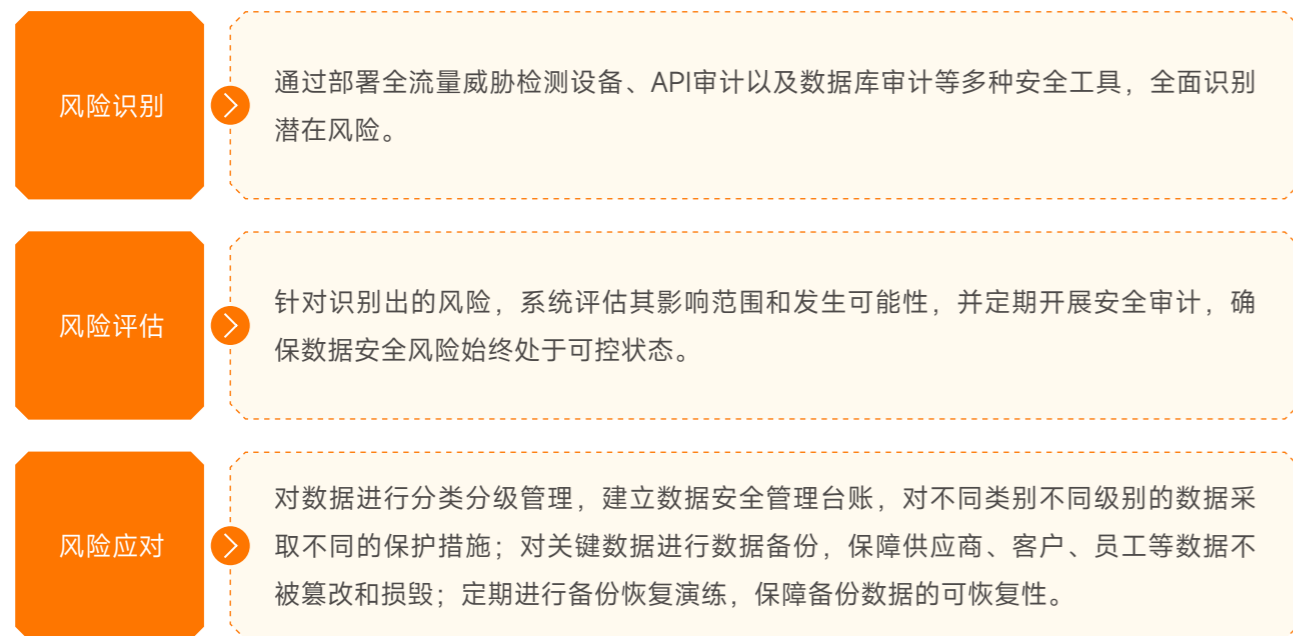 风险识别
通过部署全流量威胁检测设备、API审计以及数据库审计等多种安全工具，全面识别
潜在风险。
风险评估
针对识别出的风险，系统评估其影响范围和发生可能性，并定期开展安全审计，确
保数据安全风险始终处于可控状态。
风险应对
对数据进行分类分级管理，建立数据安全管理台账，对不同类别不同级别的数据采
取不同的保护措施；对关键数据进行数据备份，保障供应商、客户、员工等数据不
被篡改和损毁；定期进行备份恢复演练，保障备份数据的可恢复性。